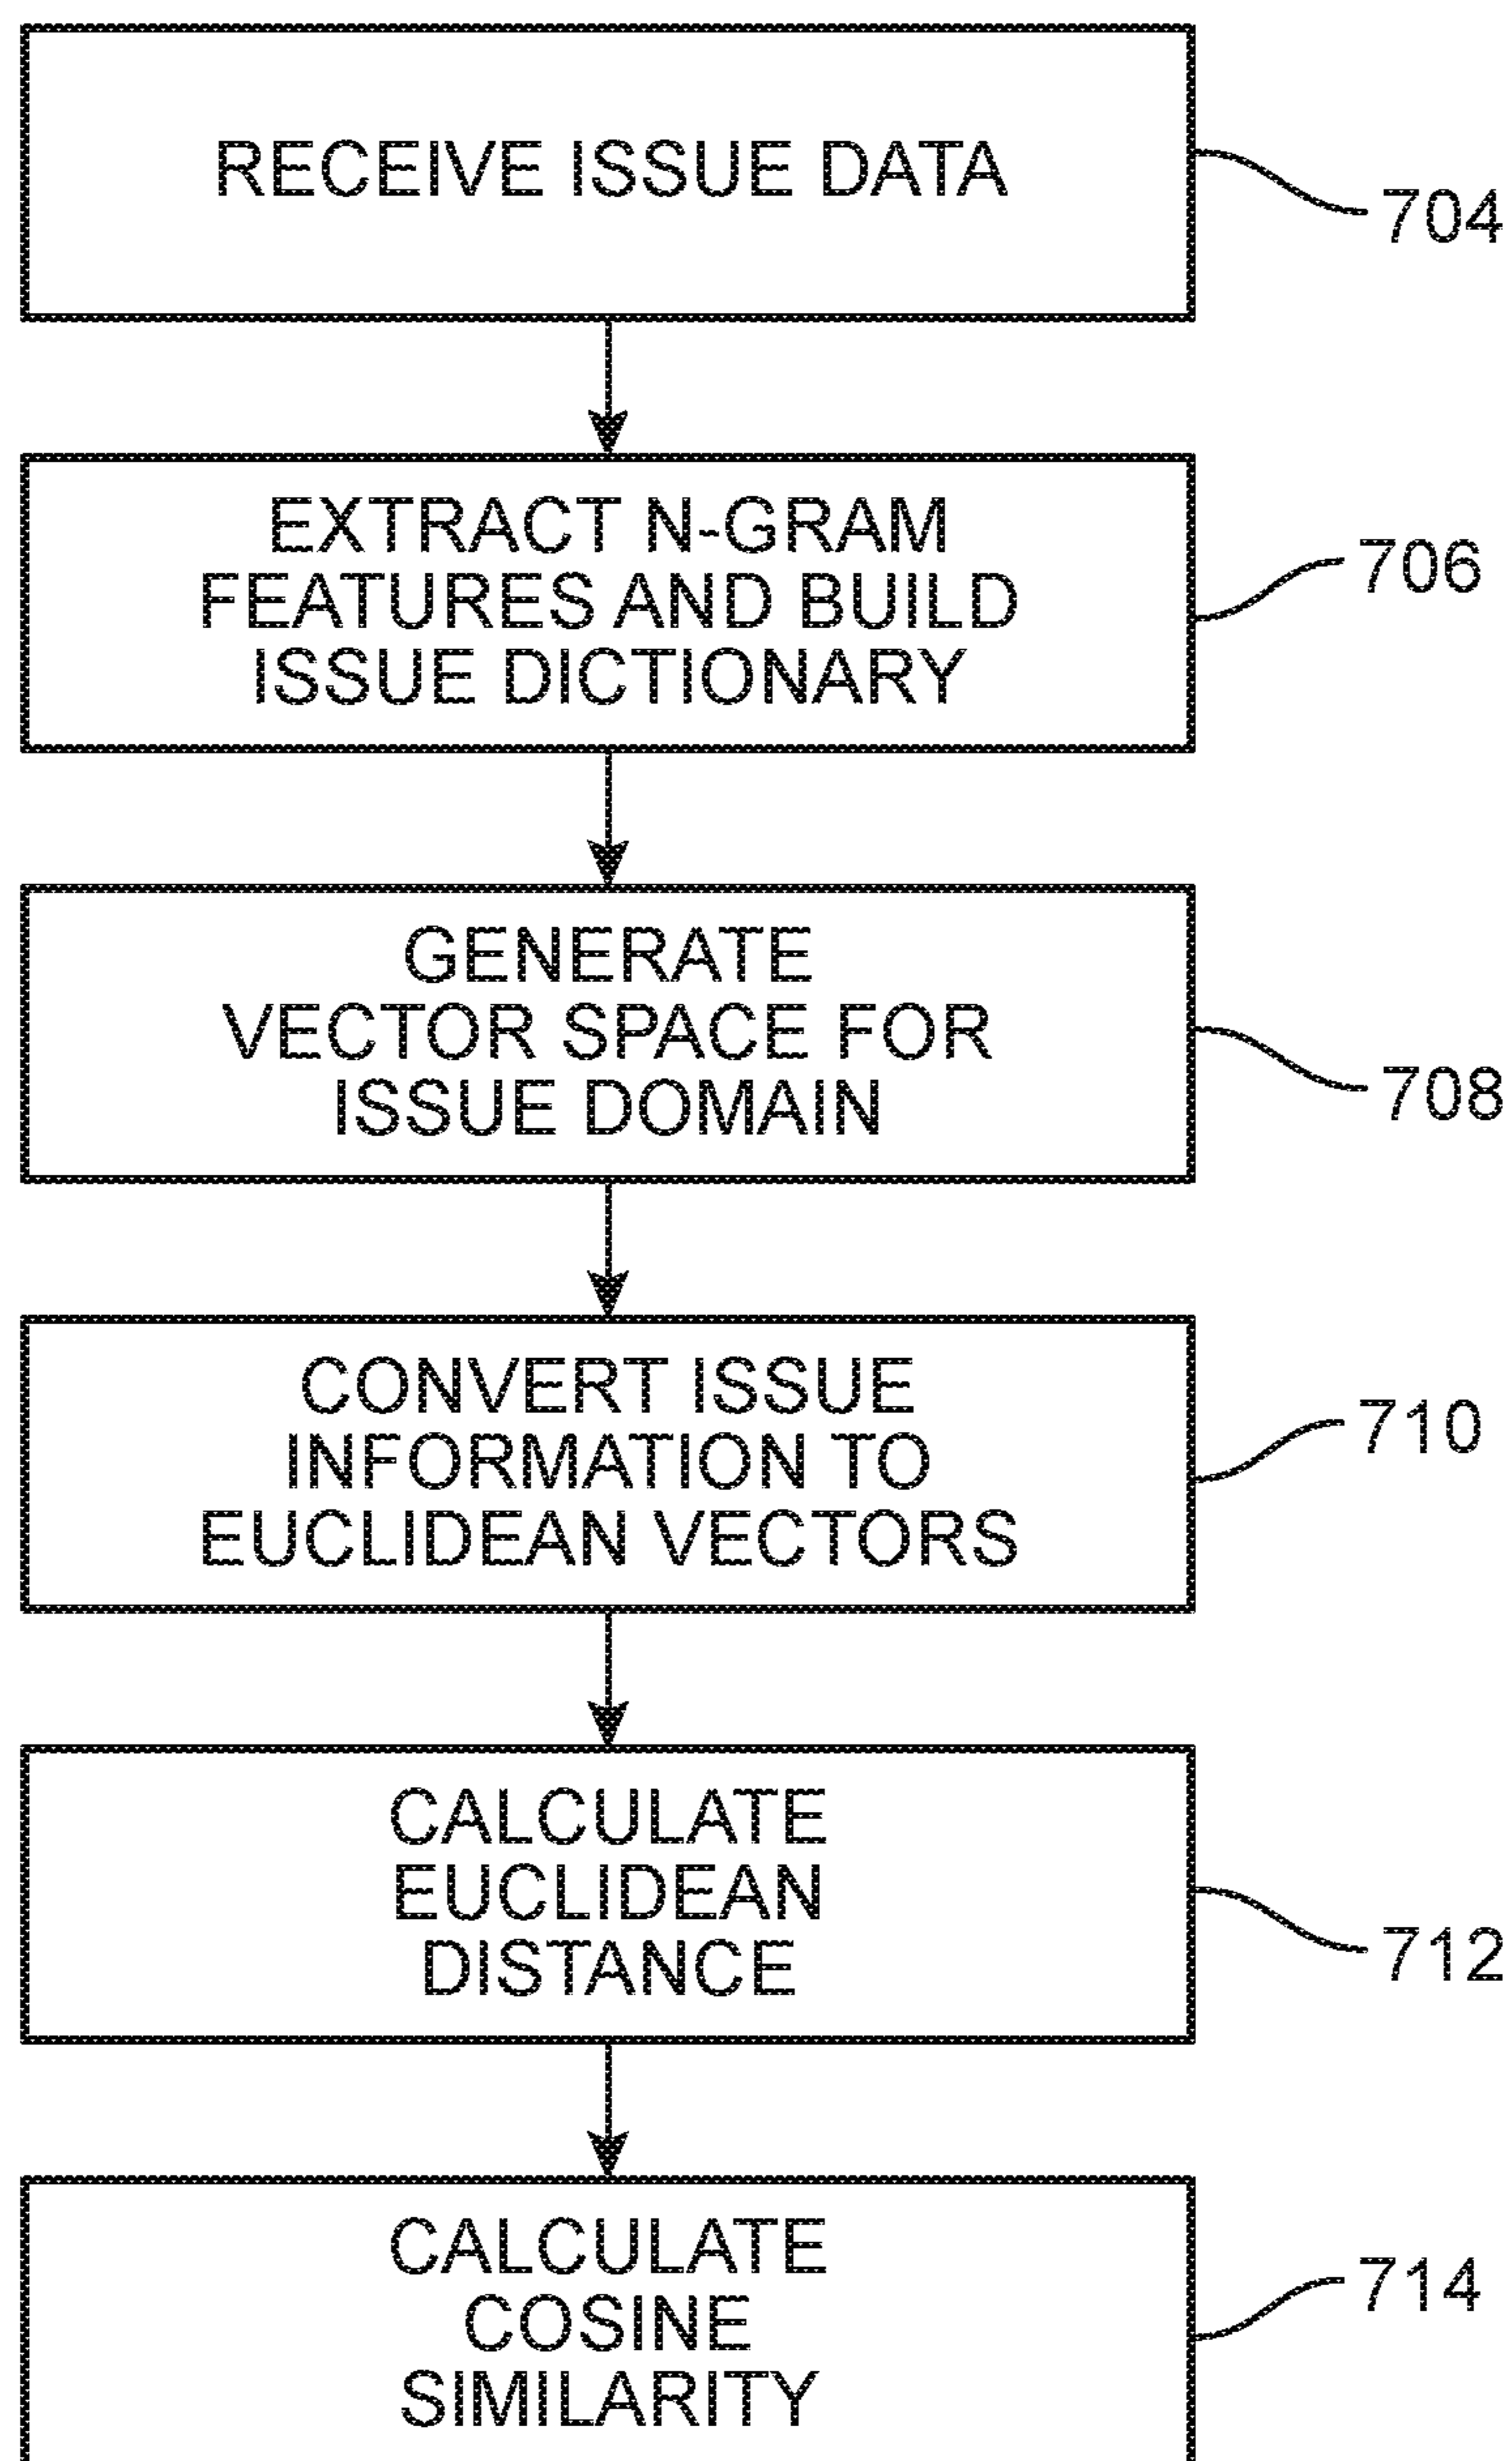 RECEIVE ISSUE DATA
704
EXTRACT N-GRAM
FEATURES AND BUILD
ISSUE DICTIONARY
706
GENERATE
VECTOR SPACE FOR
ISSUE DOMAIN
708
CONVERT ISSUE
INFORMATION TO
EUCLIDEAN VECTORS
710
CALCULATE
EUCLIDEAN
DISTANCE
712
CALCULATE
COSINE
SIMILARITY
714